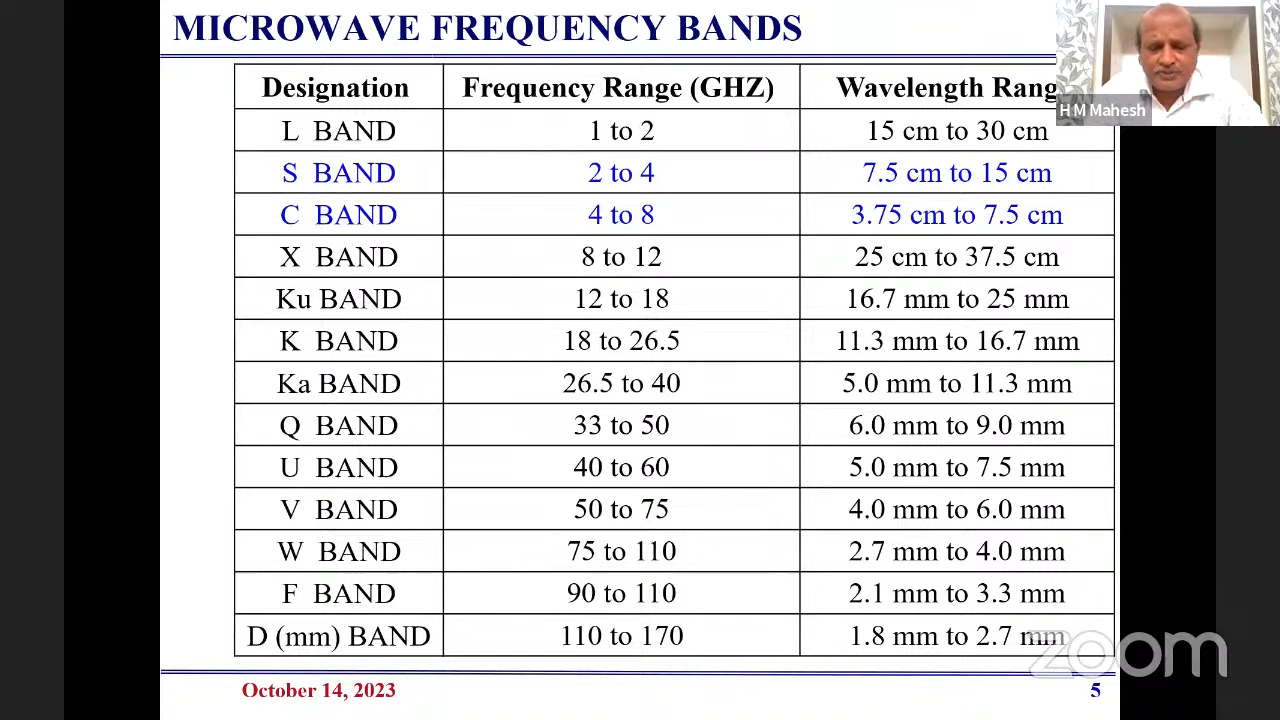 MICROWAVE FREQUENCY BANDS
Designation Frequency Range (GHZ) Wavelength Rang
H M Mahesh
L BAND 1 to 2 15 cm to 30 cm
S BAND 2 to 4 7.5 cm to 15 cm
C BAND 4 to 8 3.75 cm to 7.5 cm
X BAND 8 to 12 25 cm to 37.5 cm
Ku BAND 12 to 18 16.7 mm to 25 mm
K BAND 18 to 26.5 11.3 mm to 16.7 mm
Ka BAND 26.5 to 40 5.0 mm to 11.3 mm
Q BAND 33 to 50 6.0 mm to 9.0 mm
U BAND 40 to 60 5.0 mm to 7.5 mm
V BAND 50 to 75 4.0 mm to 6.0 mm
W BAND 75 to 110 2.7 mm to 4.0 mm
F BAND 90 to 110 2.1 mm to 3.3 mm
D (mm) BAND 110 to 170 1.8 mm to 2.7 mm
zoom
October 14, 2023 5